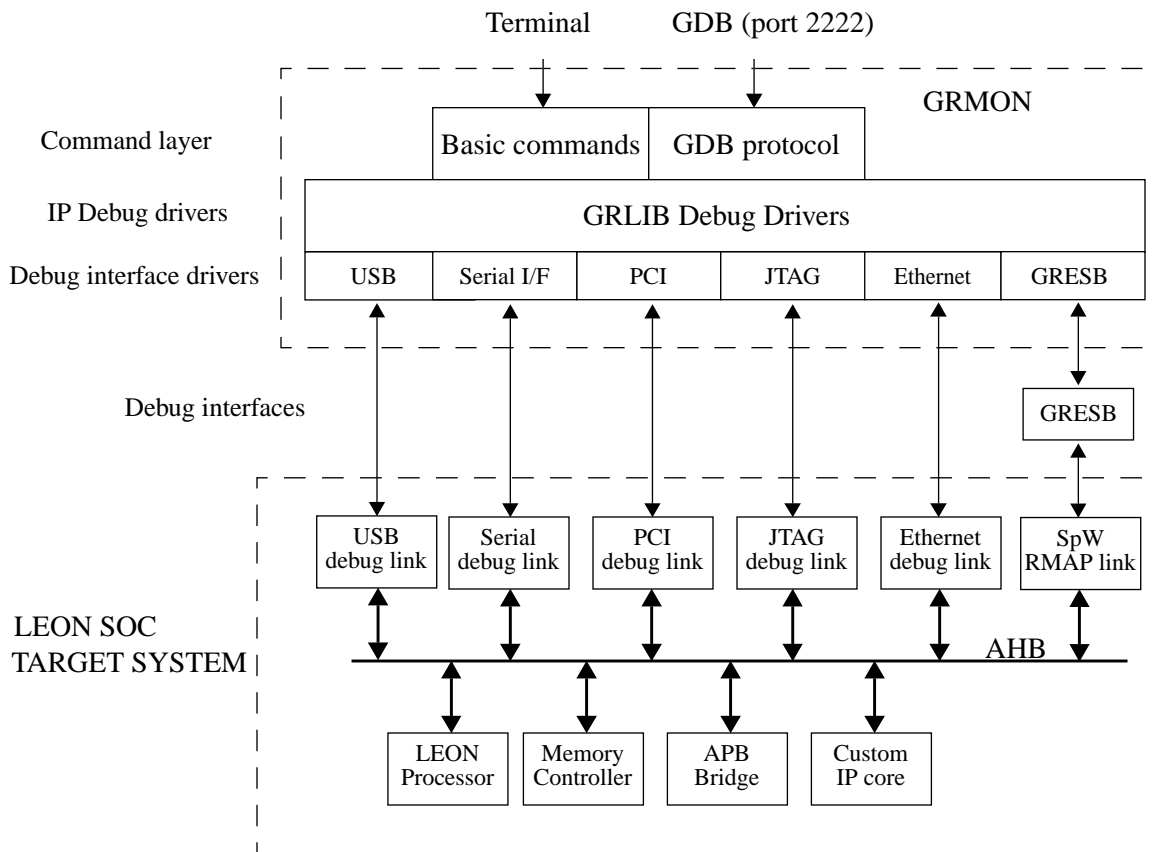 Terminal
GDB (port 2222)
GRMON
Command layer
Basic commands
GDB protocol
IP Debug drivers
GRLIB Debug Drivers
Debug interface drivers
USB
Serial I/F
PCI
JTAG
Ethernet
GRESB
Debug interfaces
GRESB
USB
debug link
Serial
debug link
PCI
debug link
JTAG
debug link
Ethernet
debug link
SpW
RMAP link
LEON SOC
TARGET SYSTEM
AHB
LEON
Processor
Memory
Controller
APB
Bridge
Custom
IP core